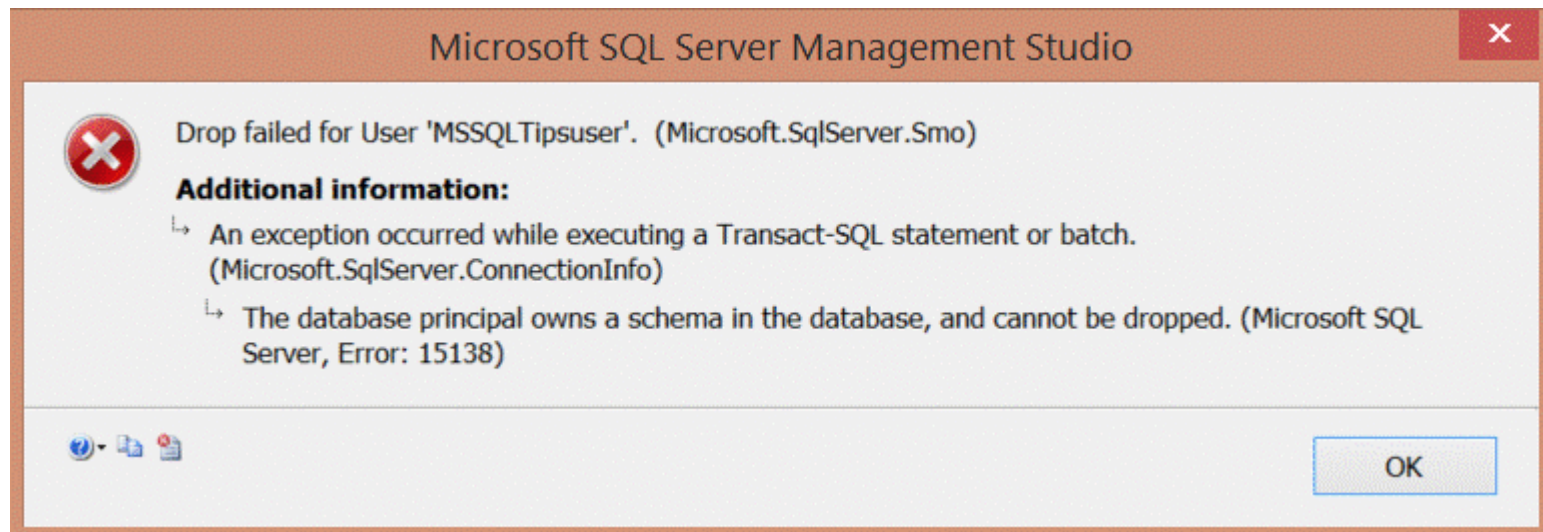 Microsoft SQL Server Management Studio
Drop failed for User 'MSSQLTipsuser'.  (Microsoft.SqlServer.Smo)
Additional information:
An exception occurred while executing a Transact-SQL statement or batch.
(Microsoft.SqlServer.ConnectionInfo)
The database principal owns a schema in the database, and cannot be dropped. (Microsoft SQL
Server, Error: 15138)
OK